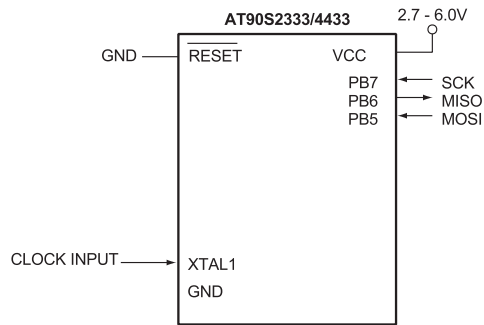 AT90S2333/4433
2.7 - 6.0V
GND
RESET
VCC
PB7
SCK
PB6
MISO
PB5
MOSI
CLOCK INPUT
XTAL1
GND